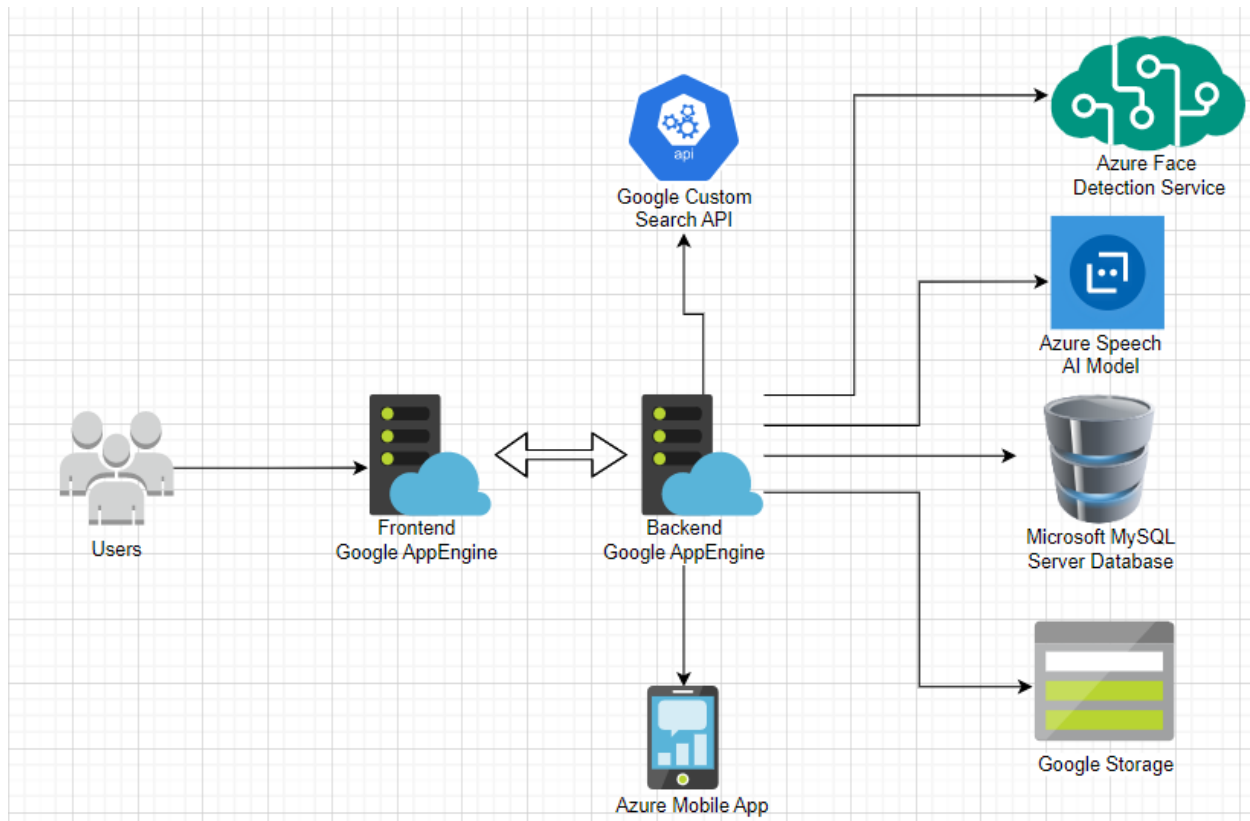 api
Google Custom
Search API
Azure Face
Detection Service
Azure Speech
AI Model
Users
Frontend
Google AppEngine
Backend
Google AppEngine
Microsoft MySQL
Server Database
Azure Mobile App
Google Storage